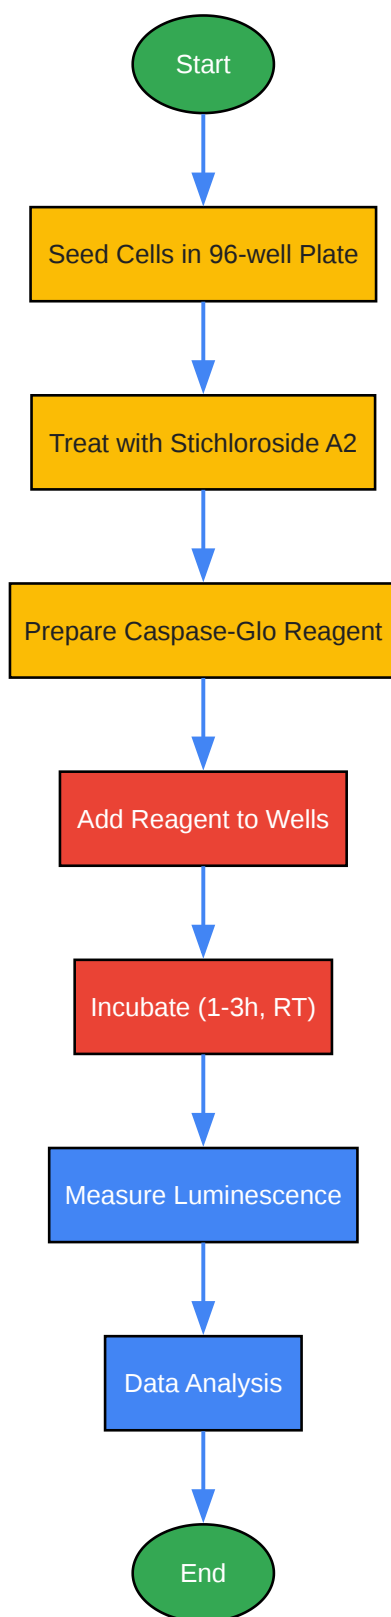 Start
Seed Cells in 96-well Plate
Treat with Stichloroside A2
Prepare Caspase-Glo Reagent
Add Reagent to Wells
Incubate (1-3h, RT)
Measure Luminescence
Data Analysis
End